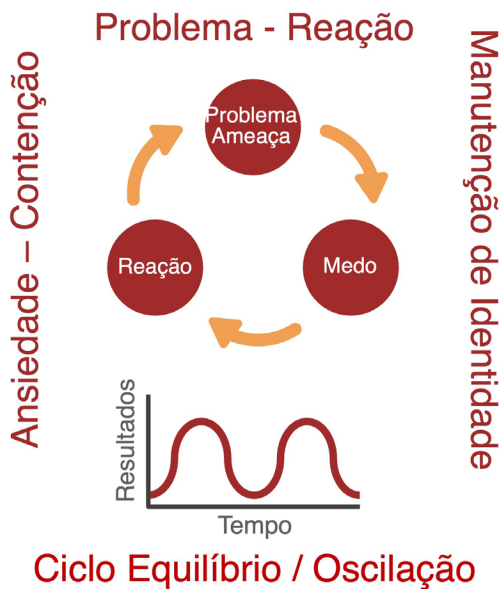 Problema - Reação
Ansiedade – Contenção
Manutenção de Identidade
Problema
Ameaça
Reação
Medo
Resultados
Tempo
Ciclo Equilíbrio / Oscilação